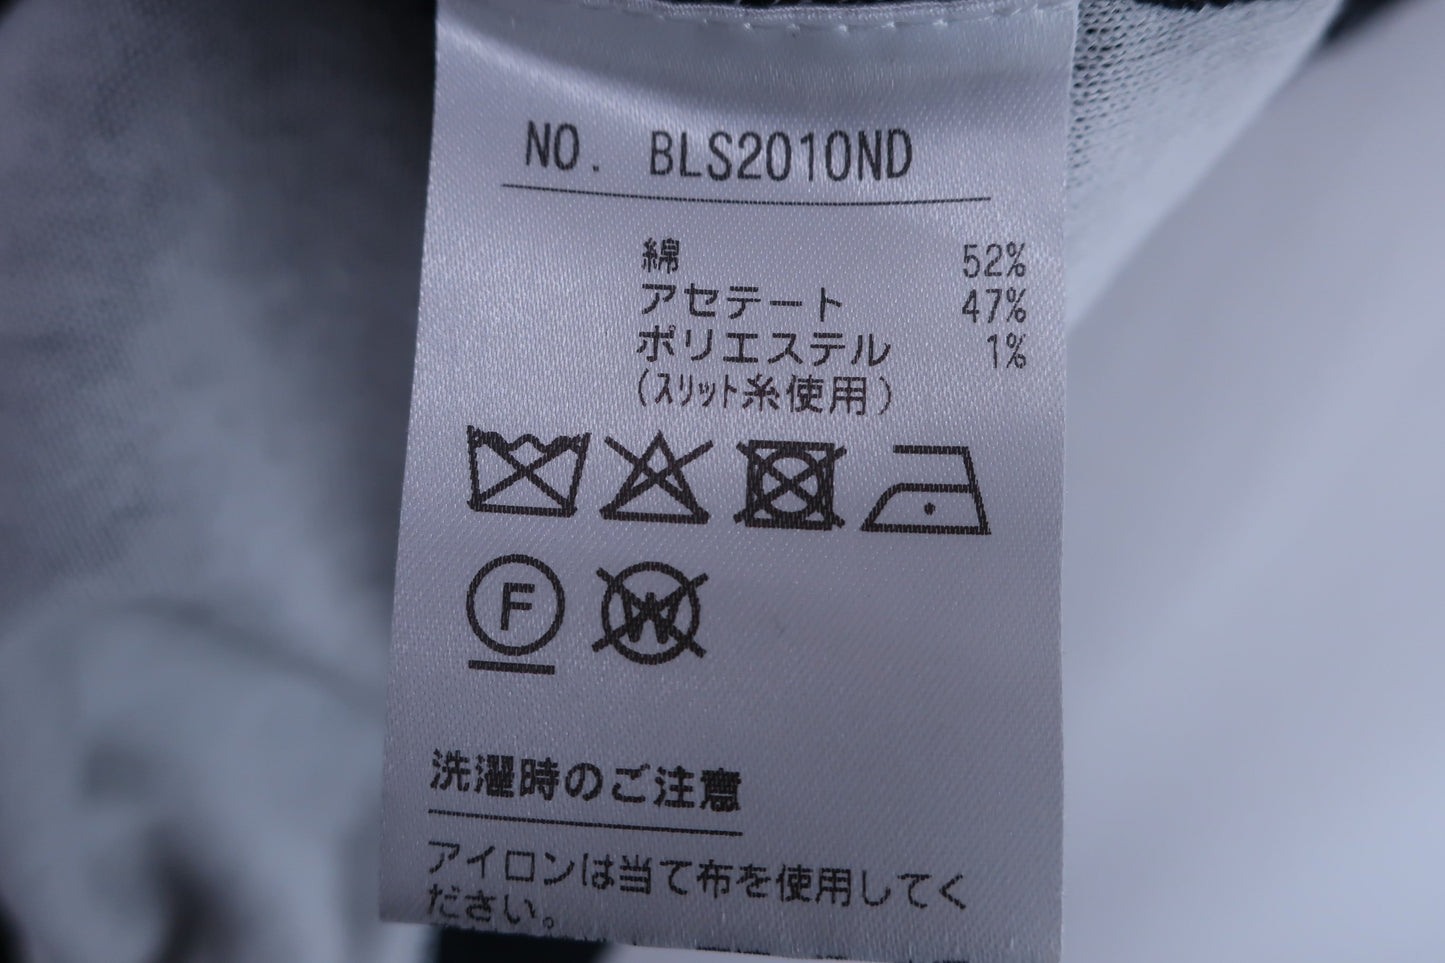 NO. BLS2010ND
綿 52%
アセテート 47%
ポリエステル 1%
(ｽﾘｯﾄ糸使用)
F W
洗濯時のご注意
アイロンは当て布を使用してく
ださい。